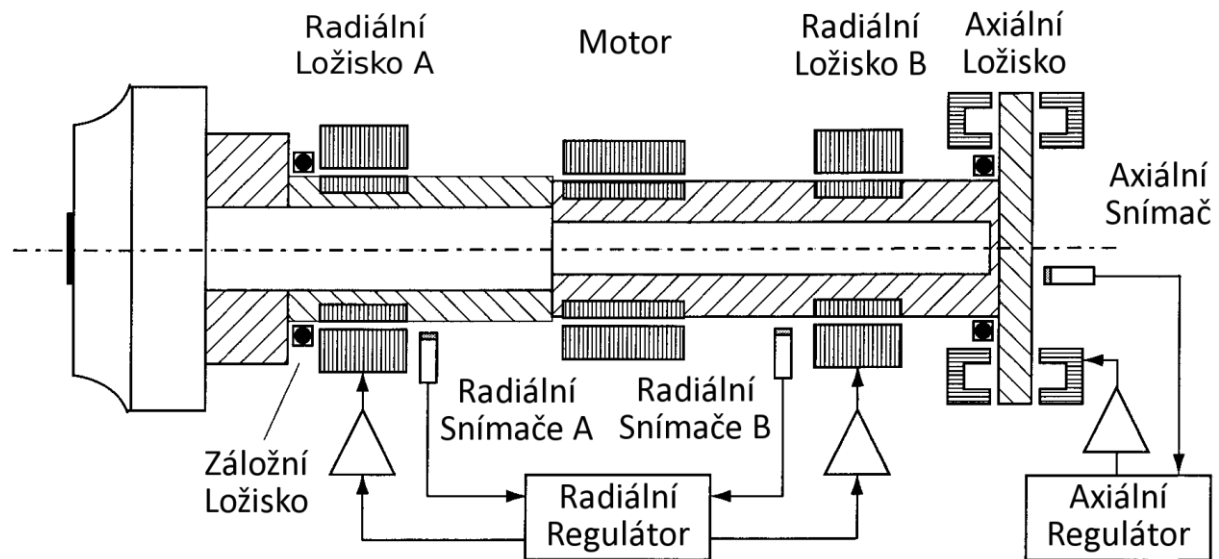 Radiální
Ložisko A
Motor
Radiální
Ložisko B
Axiální
Ložisko
Axiální
Snímač
Radiální
Snímače A
Radiální
Snímače B
Záložní
Ložisko
Radiální
Regulátor
Axiální
Regulátor